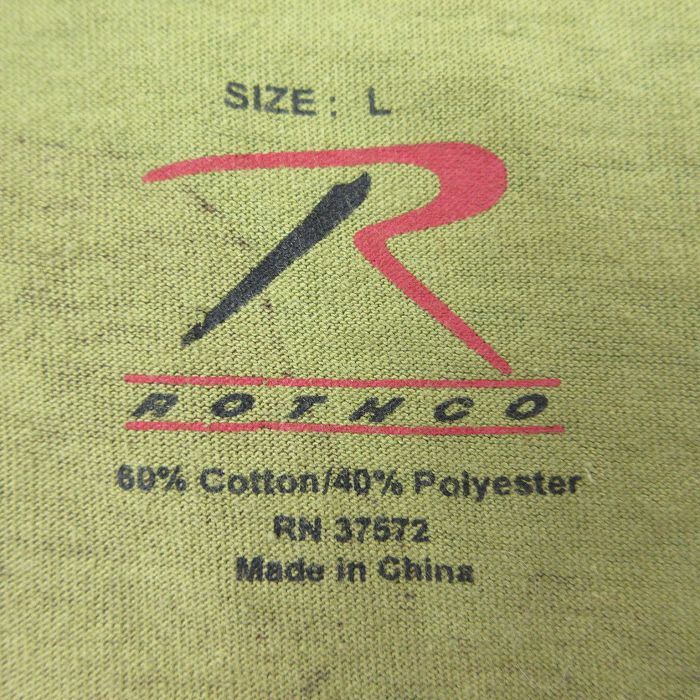 SIZE : L
R
ROTHCO
60% Cotton/40% Polyester
RN 37572
Made in China